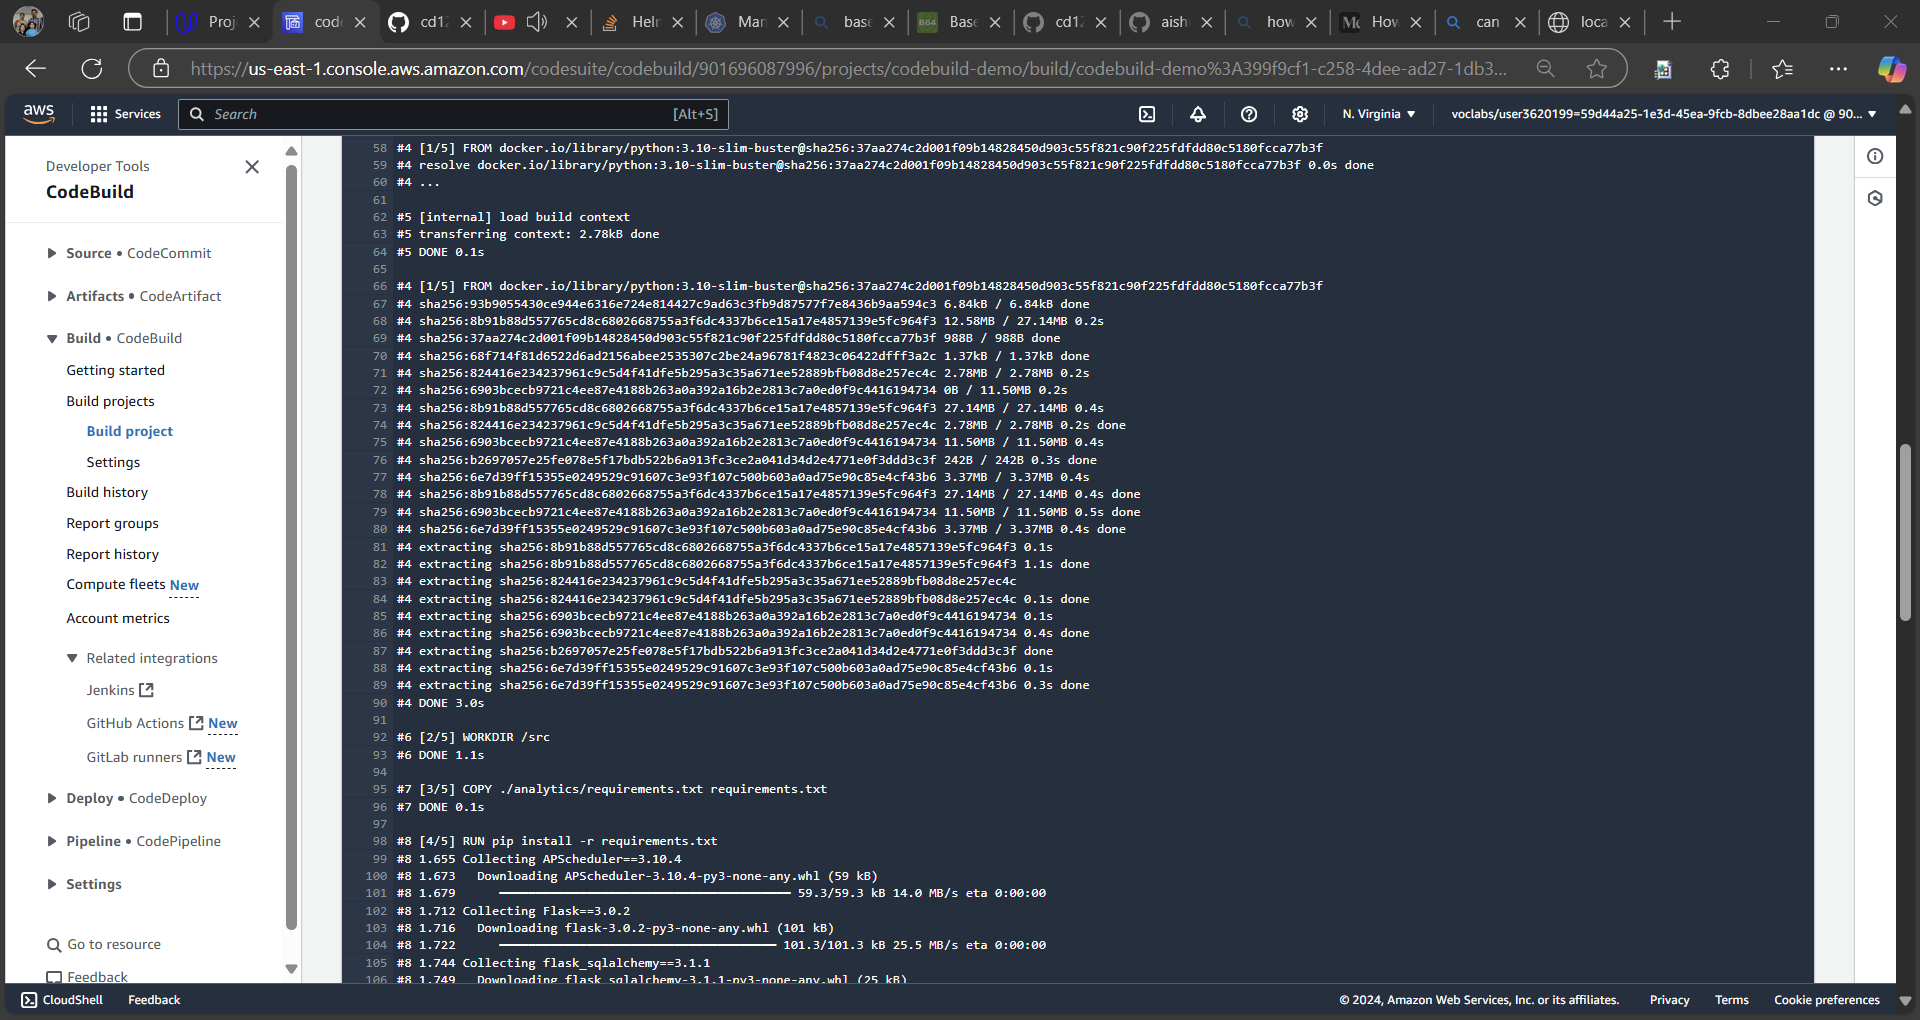 Proj
code
cd12
Helm
Man
base
Base
cd12
aish
how
How
can
loca
https://us-east-1.console.aws.amazon.com/codesuite/codebuild/901696087996/projects/codebuild-demo/build/codebuild-demo%3A399f9cf1-c258-4dee-ad27-1db3...
aws
Services
Search
[Alt+S]
N. Virginia
voclabs/user3620199=59d44a25-1e3d-45ea-9fcb-8dbee28aa1dc @ 90...
Developer Tools
CodeBuild
Source • CodeCommit
Artifacts • CodeArtifact
Build • CodeBuild
Getting started
Build projects
Build project
Settings
Build history
Report groups
Report history
Compute fleets New
Account metrics
Related integrations
Jenkins
GitHub Actions New
GitLab runners New
Deploy • CodeDeploy
Pipeline • CodePipeline
Settings
Go to resource
Feedback
58 #4 [1/5] FROM docker.io/library/python:3.10-slim-buster@sha256:37aa274c2d001f09b14828450d903c55f821c90f225fdfdd80c5180fcca77b3f
59 #4 resolve docker.io/library/python:3.10-slim-buster@sha256:37aa274c2d001f09b14828450d903c55f821c90f225fdfdd80c5180fcca77b3f 0.0s done
60 #4 ...
61
62 #5 [internal] load build context
63 #5 transferring context: 2.78kB done
64 #5 DONE 0.1s
65
66 #4 [1/5] FROM docker.io/library/python:3.10-slim-buster@sha256:37aa274c2d001f09b14828450d903c55f821c90f225fdfdd80c5180fcca77b3f
67 #4 sha256:93b9055430ce944e6316e724e814427c9ad63c3fb9d87577f7e8436b9aa594c3 6.84kB / 6.84kB done
68 #4 sha256:8b91b88d557765cd8c6802668755a3f6dc4337b6ce15a17e4857139e5fc964f3 12.58MB / 27.14MB 0.2s
69 #4 sha256:37aa274c2d001f09b14828450d903c55f821c90f225fdfdd80c5180fcca77b3f 988B / 988B done
70 #4 sha256:68f714f81d6522d6ad2156abee2535307c2be24a96781f4823c06422dfff3a2c 1.37kB / 1.37kB done
71 #4 sha256:824416e234237961c9c5d4f41dfe5b295a3c35a671ee52889bfb08d8e257ec4c 2.78MB / 2.78MB 0.2s
72 #4 sha256:6903bcecb9721c4ee87e4188b263a0a392a16b2e2813c7a0ed0f9c4416194734 0B / 11.50MB 0.2s
73 #4 sha256:8b91b88d557765cd8c6802668755a3f6dc4337b6ce15a17e4857139e5fc964f3 27.14MB / 27.14MB 0.4s
74 #4 sha256:824416e234237961c9c5d4f41dfe5b295a3c35a671ee52889bfb08d8e257ec4c 2.78MB / 2.78MB 0.2s done
75 #4 sha256:6903bcecb9721c4ee87e4188b263a0a392a16b2e2813c7a0ed0f9c4416194734 11.50MB / 11.50MB 0.4s
76 #4 sha256:b2697057e25fe078e5f17bdb522b6a913fc3ce2a041d34d2e4771e0f3ddd3c3f 242B / 242B 0.3s done
77 #4 sha256:6e7d39ff15355e0249529c91607c3e93f107c500b603a0ad75e90c85e4cf43b6 3.37MB / 3.37MB 0.4s
78 #4 sha256:8b91b88d557765cd8c6802668755a3f6dc4337b6ce15a17e4857139e5fc964f3 27.14MB / 27.14MB 0.4s done
79 #4 sha256:6903bcecb9721c4ee87e4188b263a0a392a16b2e2813c7a0ed0f9c4416194734 11.50MB / 11.50MB 0.5s done
80 #4 sha256:6e7d39ff15355e0249529c91607c3e93f107c500b603a0ad75e90c85e4cf43b6 3.37MB / 3.37MB 0.4s done
81 #4 extracting sha256:8b91b88d557765cd8c6802668755a3f6dc4337b6ce15a17e4857139e5fc964f3 0.1s
82 #4 extracting sha256:8b91b88d557765cd8c6802668755a3f6dc4337b6ce15a17e4857139e5fc964f3 1.1s done
83 #4 extracting sha256:824416e234237961c9c5d4f41dfe5b295a3c35a671ee52889bfb08d8e257ec4c
84 #4 extracting sha256:824416e234237961c9c5d4f41dfe5b295a3c35a671ee52889bfb08d8e257ec4c 0.1s done
85 #4 extracting sha256:6903bcecb9721c4ee87e4188b263a0a392a16b2e2813c7a0ed0f9c4416194734 0.1s
86 #4 extracting sha256:6903bcecb9721c4ee87e4188b263a0a392a16b2e2813c7a0ed0f9c4416194734 0.4s done
87 #4 extracting sha256:b2697057e25fe078e5f17bdb522b6a913fc3ce2a041d34d2e4771e0f3ddd3c3f done
88 #4 extracting sha256:6e7d39ff15355e0249529c91607c3e93f107c500b603a0ad75e90c85e4cf43b6 0.1s
89 #4 extracting sha256:6e7d39ff15355e0249529c91607c3e93f107c500b603a0ad75e90c85e4cf43b6 0.3s done
90 #4 DONE 3.0s
91
92 #6 [2/5] WORKDIR /src
93 #6 DONE 1.1s
94
95 #7 [3/5] COPY ./analytics/requirements.txt requirements.txt
96 #7 DONE 0.1s
97
98 #8 [4/5] RUN pip install -r requirements.txt
99 #8 1.655 Collecting APScheduler==3.10.4
100 #8 1.673 Downloading APScheduler-3.10.4-py3-none-any.whl (59 kB)
101 #8 1.679 59.3/59.3 kB 14.0 MB/s eta 0:00:00
102 #8 1.712 Collecting Flask==3.0.2
103 #8 1.716 Downloading flask-3.0.2-py3-none-any.whl (101 kB)
104 #8 1.722 101.3/101.3 kB 25.5 MB/s eta 0:00:00
105 #8 1.744 Collecting flask_sqlalchemy==3.1.1
106 #8 1.749 Downloading flask_sqlalchemy-3.1.1-py3-none-any.whl (25 kB)
CloudShell
Feedback
© 2024, Amazon Web Services, Inc. or its affiliates.
Privacy
Terms
Cookie preferences